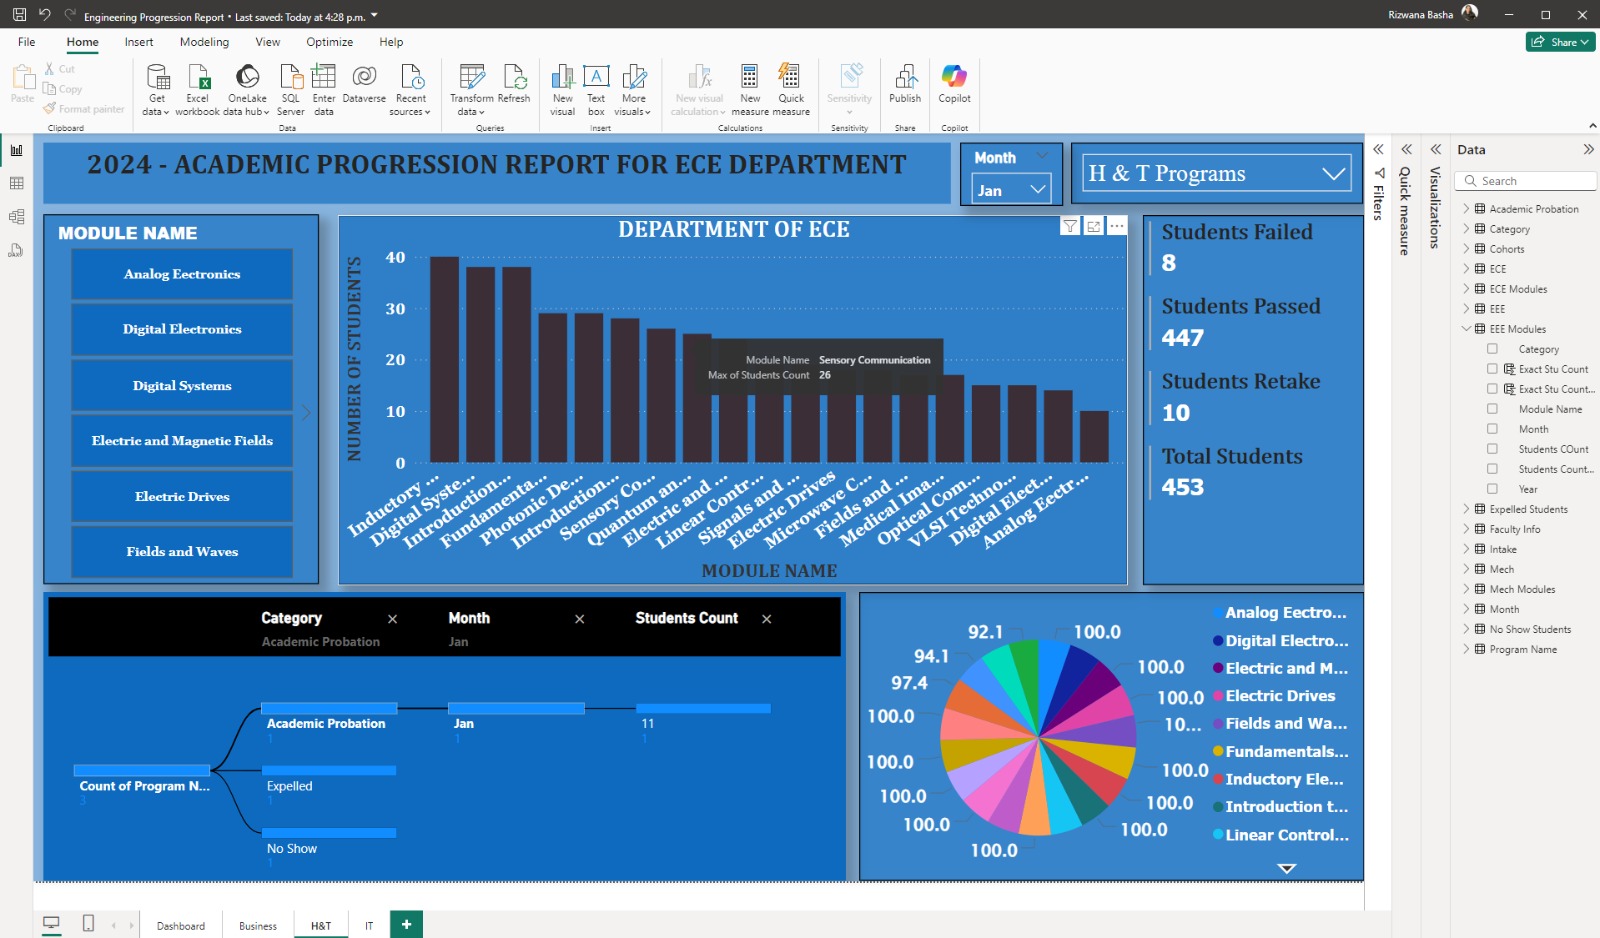 Engineering Progression Report • Last saved: Today at 4:28 p.m.
Rizwana Basha
File
Home
Insert
Modeling
View
Optimize
Help
Share
Paste
Cut
Copy
Format painter
Clipboard
Get data
Excel workbook
OneLake data hub
SQL Server
Enter data
Dataverse
Recent sources
Data
Transform data
Refresh
Queries
New visual
Text box
More visuals
Insert
New visual calculation
New measure
Quick measure
Calculations
Sensitivity
Sensitivity
Publish
Share
Copilot
Copilot
2024 - ACADEMIC PROGRESSION REPORT FOR ECE DEPARTMENT
Month
Jan
H & T Programs
MODULE NAME
Analog Eectronics
Digital Electronics
Digital Systems
Electric and Magnetic Fields
Electric Drives
Fields and Waves
DEPARTMENT OF ECE
NUMBER OF STUDENTS
40
30
20
10
0
Module Name Sensory Communication
Max of Students Count 26
Inductory ...
Digital Syste...
Introduction...
Fundamenta...
Photonic De...
Introduction...
Sensory Co...
Quantum an...
Electric and ...
Linear Contr...
Signals and ...
Electric Drives
Microwave C...
Fields and ...
Medical Ima...
Optical Com...
VLSI Techno...
Digital Elect...
Analog Eectr...
MODULE NAME
Students Failed
8
Students Passed
447
Students Retake
10
Total Students
453
Category
Academic Probation
Month
Jan
Students Count
Count of Program N...
3
Academic Probation
1
Jan
1
11
1
Expelled
1
No Show
1
92.1
94.1
97.4
100.0
100.0
100.0
100.0
100.0
100.0
100.0
100.0
10...
100.0
100.0
100.0
Analog Eectro...
Digital Electro...
Electric and M...
Electric Drives
Fields and Wa...
Fundamentals...
Inductory Ele...
Introduction t...
Linear Control...
Filters
Quick measure
Visualizations
Data
Search
Academic Probation
Category
Cohorts
ECE
ECE Modules
EEE
EEE Modules
Category
Exact Stu Count
Exact Stu Count...
Module Name
Month
Students COunt
Students Count...
Year
Expelled Students
Faculty Info
Intake
Mech
Mech Modules
Month
No Show Students
Program Name
Dashboard
Business
H&T
IT